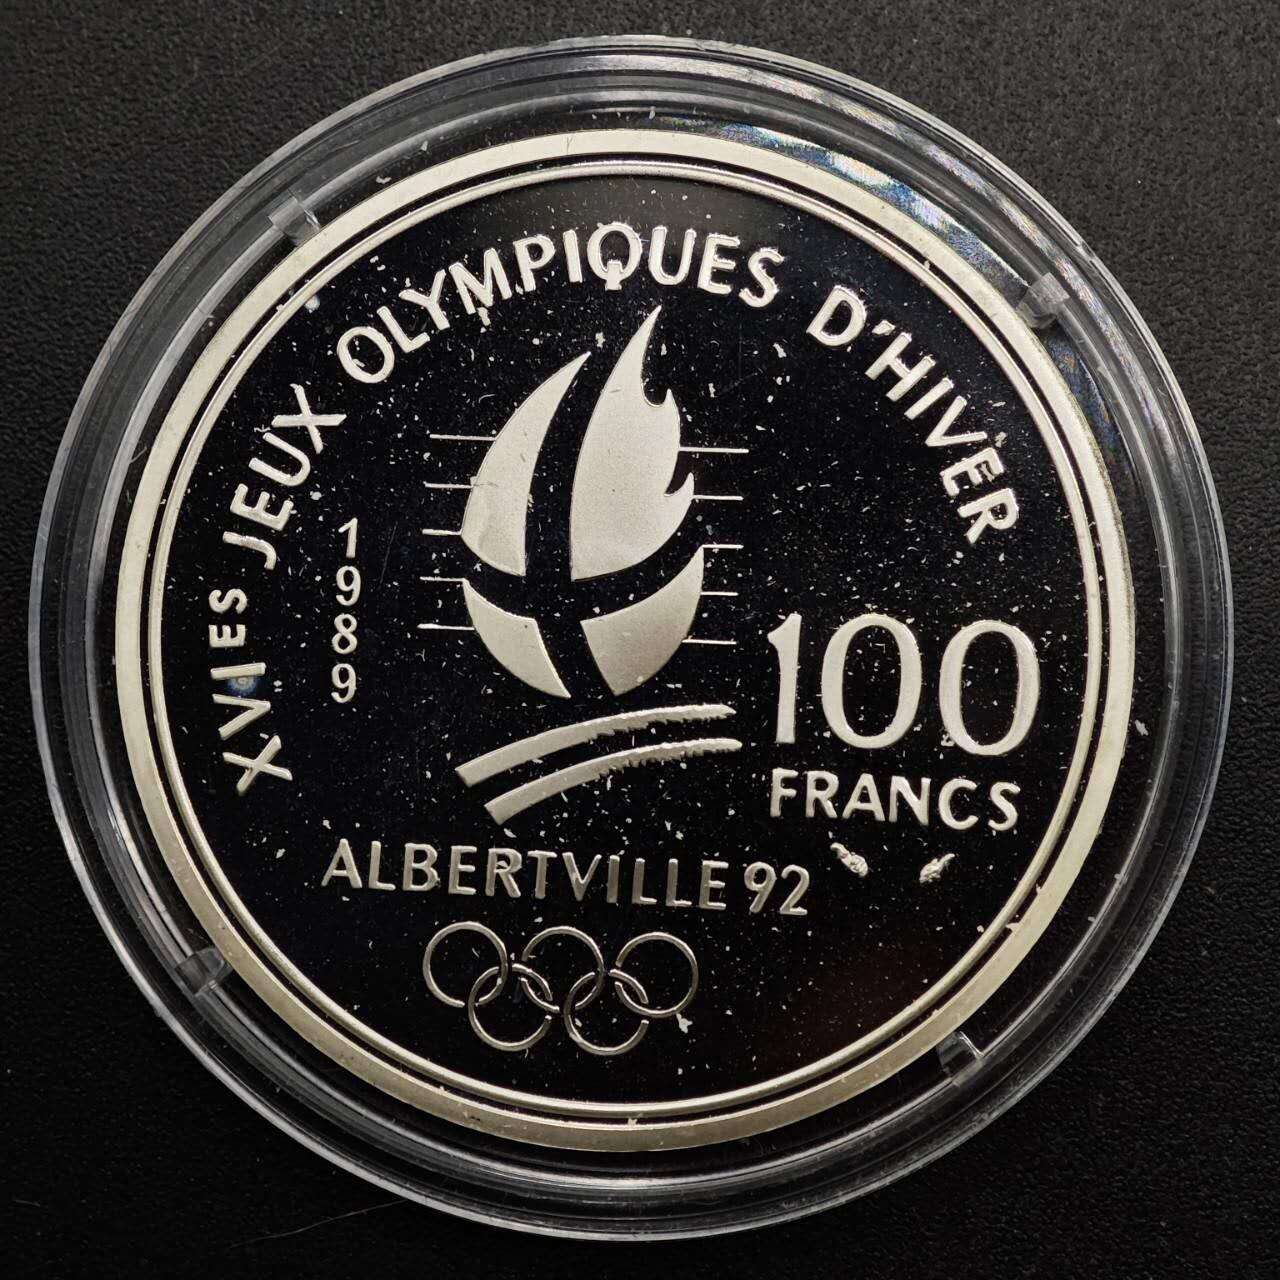 XVIES JEUX OLYMPIQUES D'HIVER
1989
100
FRANCS
ALBERTVILLE 92